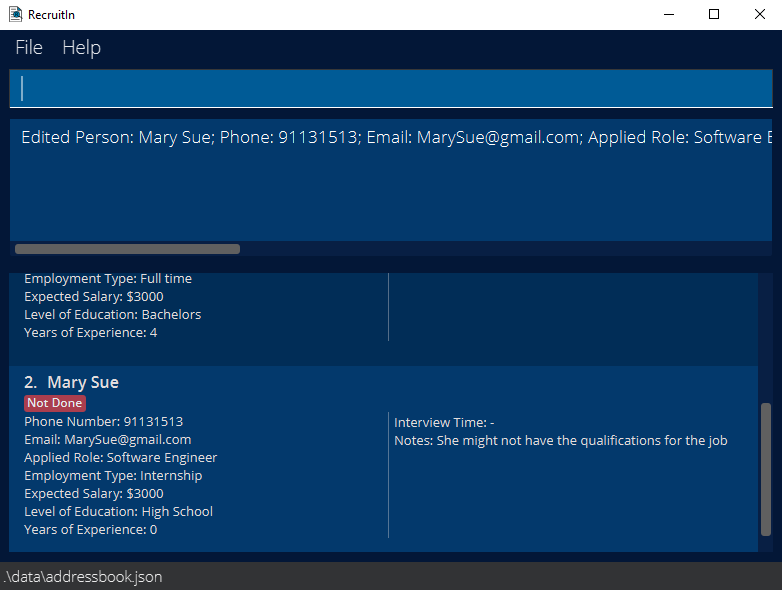 RecruitIn
File Help
Edited Person: Mary Sue; Phone: 91131513; Email: MarySue@gmail.com; Applied Role: Software
Employment Type: Full time
Expected Salary: $3000
Level of Education: Bachelors
Years of Experience: 4
2. Mary Sue
Not Done
Phone Number: 91131513
Email: MarySue@gmail.com
Applied Role: Software Engineer
Employment Type: Internship
Expected Salary: $3000
Level of Education: High School
Years of Experience: 0
Interview Time: -
Notes: She might not have the qualifications for the job
.\data\addressbook.json